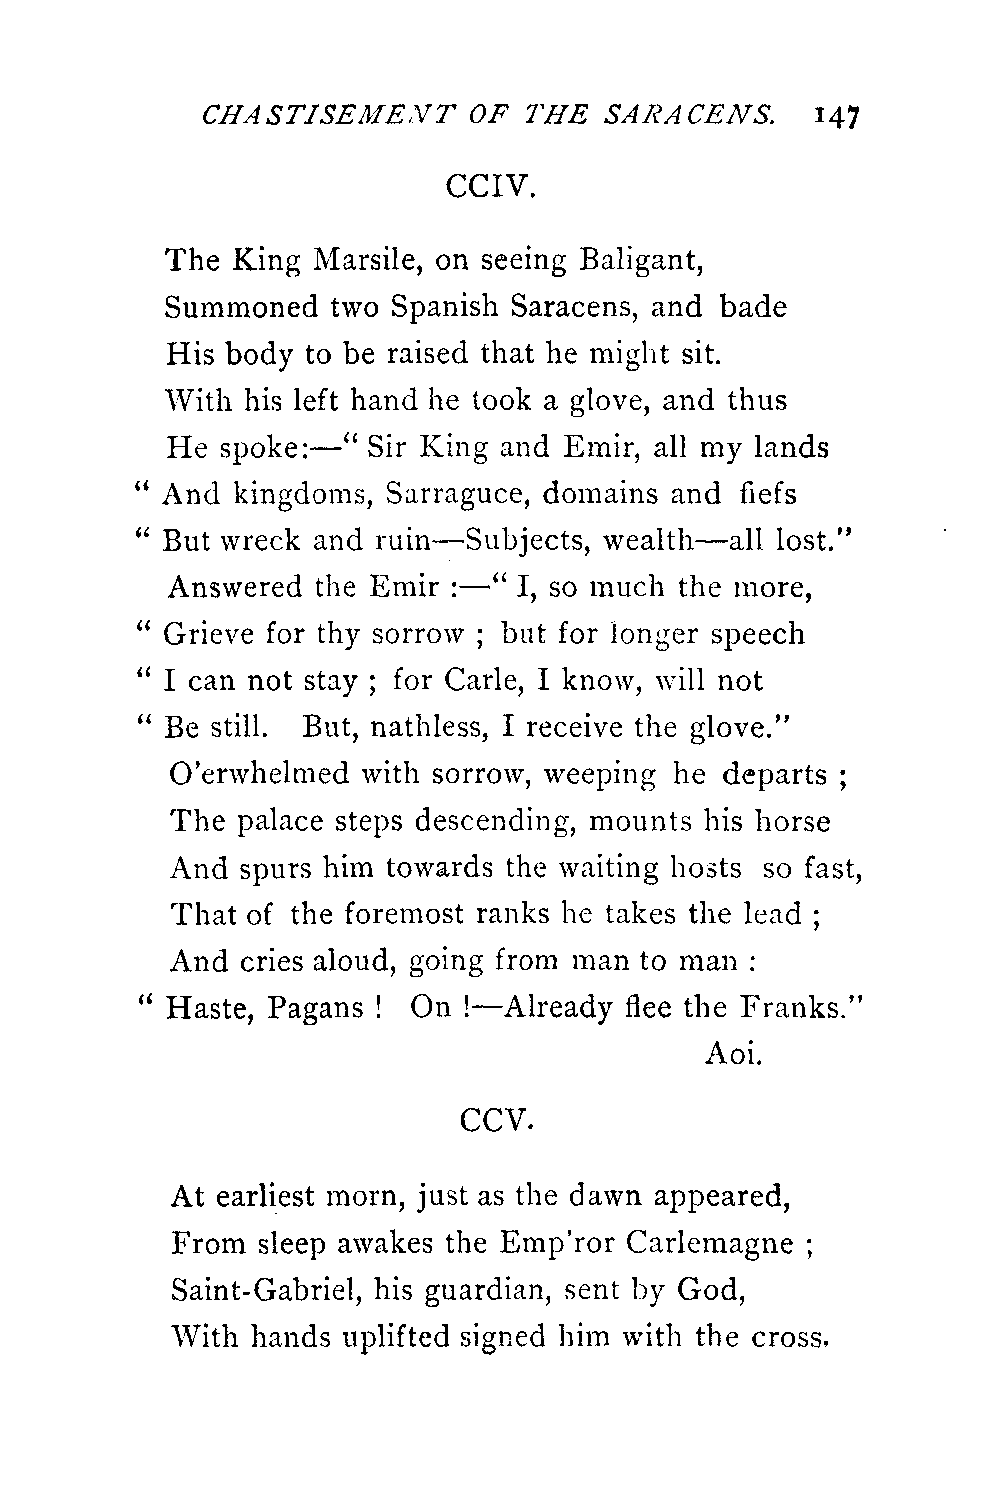 CHASTISEMENT OF THE SARACENS. 147
CCIV.
The King Marsile, on seeing Baligant,
Summoned two Spanish Saracens, and bade
His body to be raised that he might sit.
With his left hand he took a glove, and thus
He spoke:—“ Sir King and Emir, all my lands
“ And kingdoms, Sarraguce, domains and fiefs
“ But wreck and ruin—Subjects, wealth—all lost.”
Answered the Emir :—“ I, so much the more,
“ Grieve for thy sorrow ; but for longer speech
“ I can not stay ; for Carle, I know, will not
“ Be still. But, nathless, I receive the glove.”
O’erwhelmed with sorrow, weeping he departs ;
The palace steps descending, mounts his horse
And spurs him towards the waiting hosts so fast,
That of the foremost ranks he takes the lead ;
And cries aloud, going from man to man :
“ Haste, Pagans ! On !—Already flee the Franks.”
Aoi.
CCV.
At earliest morn, just as the dawn appeared,
From sleep awakes the Emp’ror Carlemagne ;
Saint-Gabriel, his guardian, sent by God,
With hands uplifted signed him with the cross.